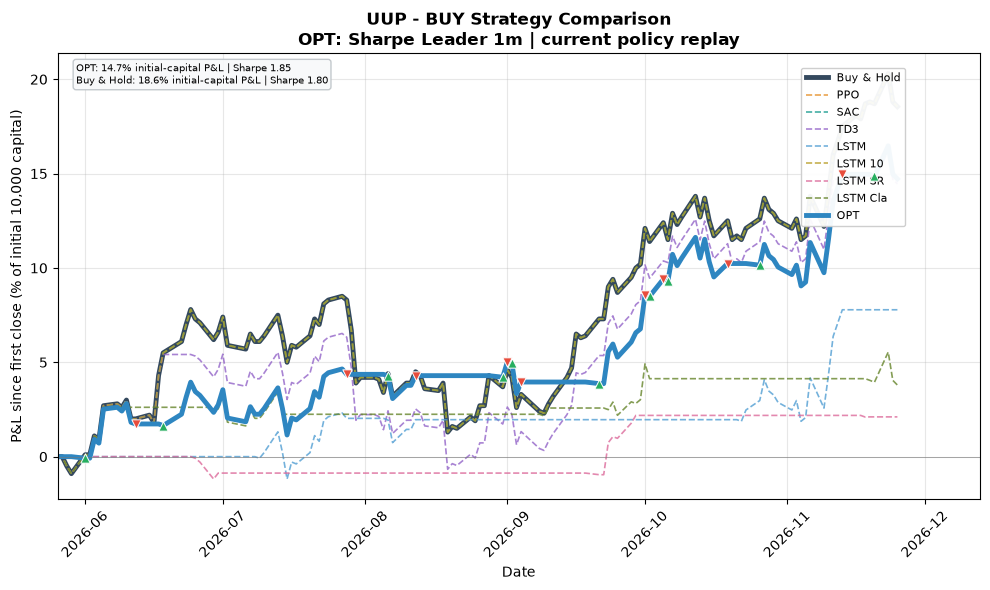 UUP - BUY Strategy Comparison
OPT: Sharpe Leader 1m | current policy replay
OPT: 14.7% initial-capital P&L | Sharpe 1.85
Buy & Hold: 18.6% initial-capital P&L | Sharpe 1.80
Buy & Hold
PPO
SAC
TD3
LSTM
LSTM 10
LSTM SR
LSTM Cla
OPT
P&L since first close (% of initial 10,000 capital)
20
15
10
5
0
2026-06
2026-07
2026-08
2026-09
2026-10
2026-11
2026-12
Date